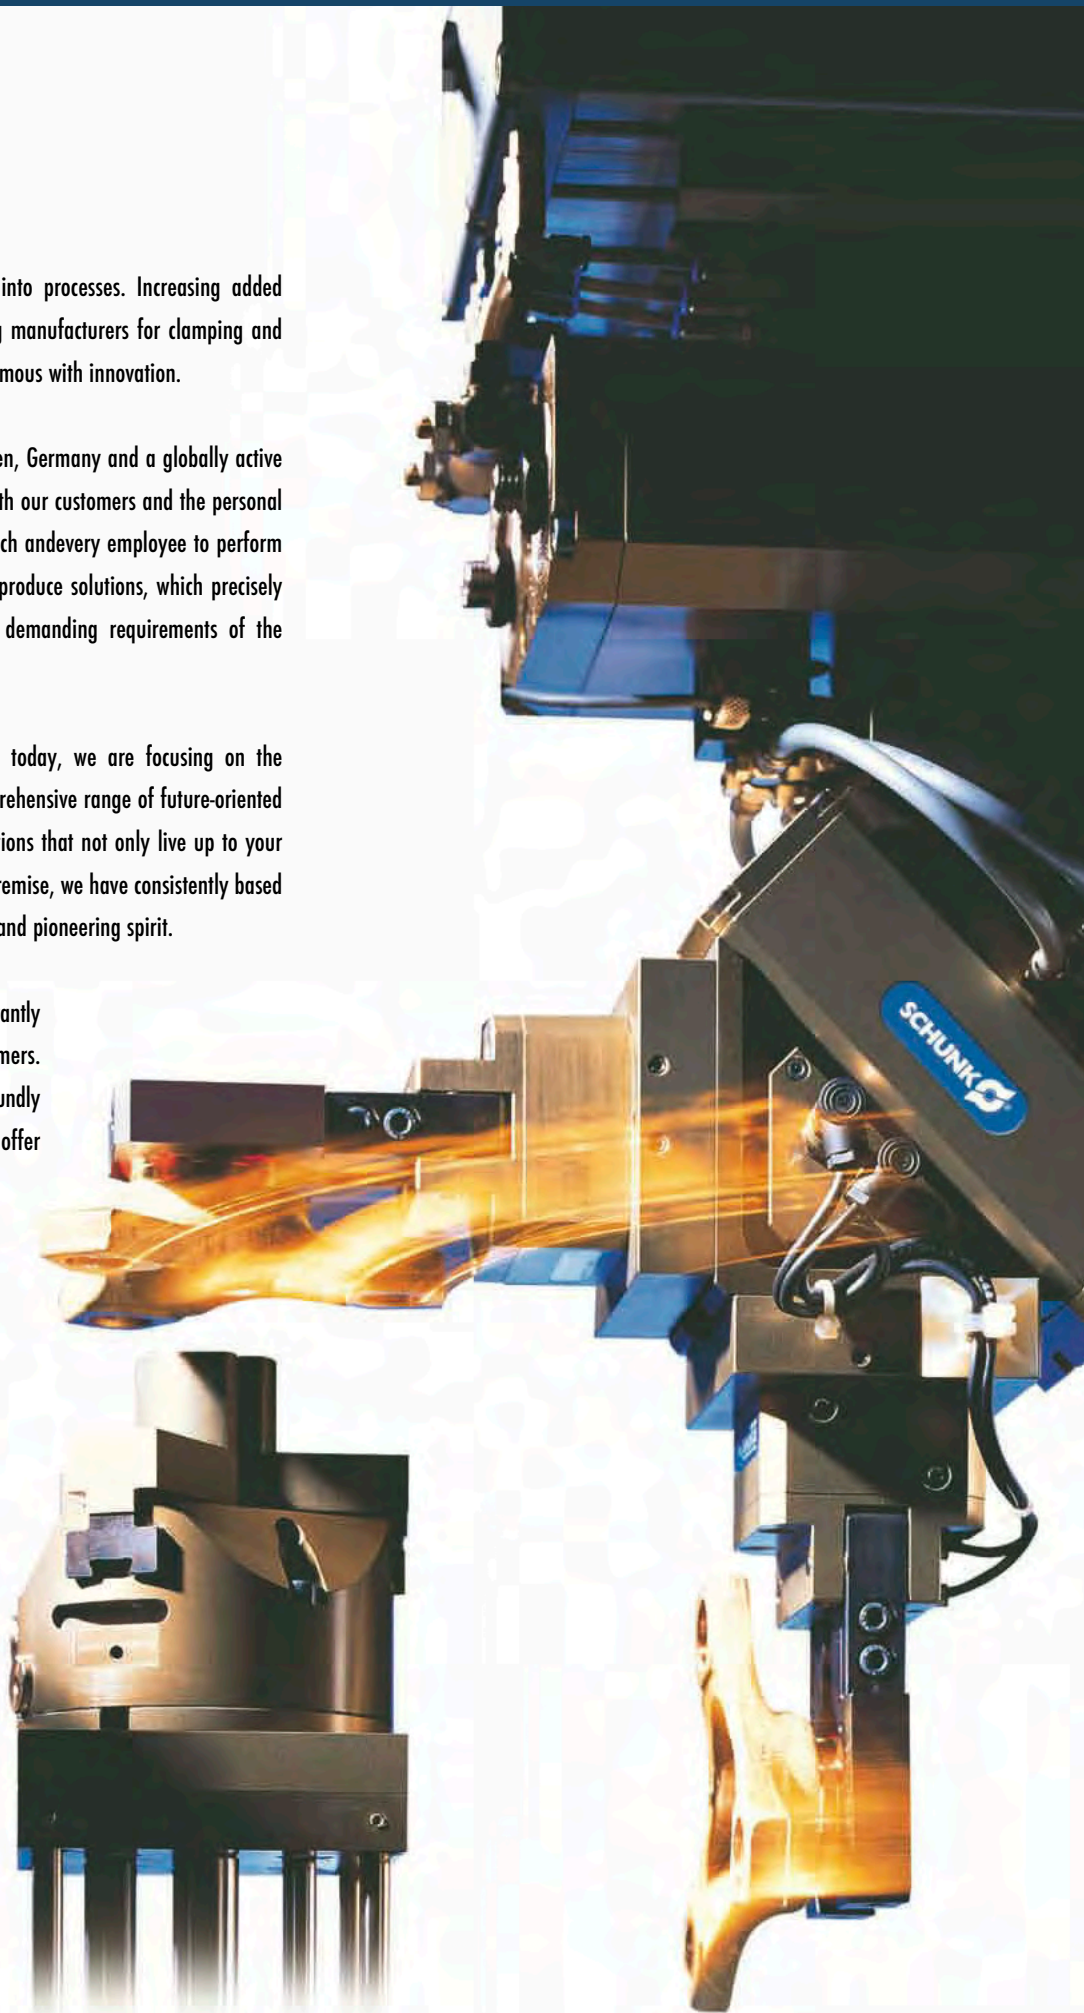 into processes. Increasing added
manufacturers for clamping and
mous with innovation.
en, Germany and a globally active
th our customers and the personal
ch andevery employee to perform
produce solutions, which precisely
demanding requirements of the
today, we are focusing on the
rehensive range of future-oriented
tions that not only live up to your
remise, we have consistently based
and pioneering spirit.
antly
mers.
undly
offer
SCHUNK